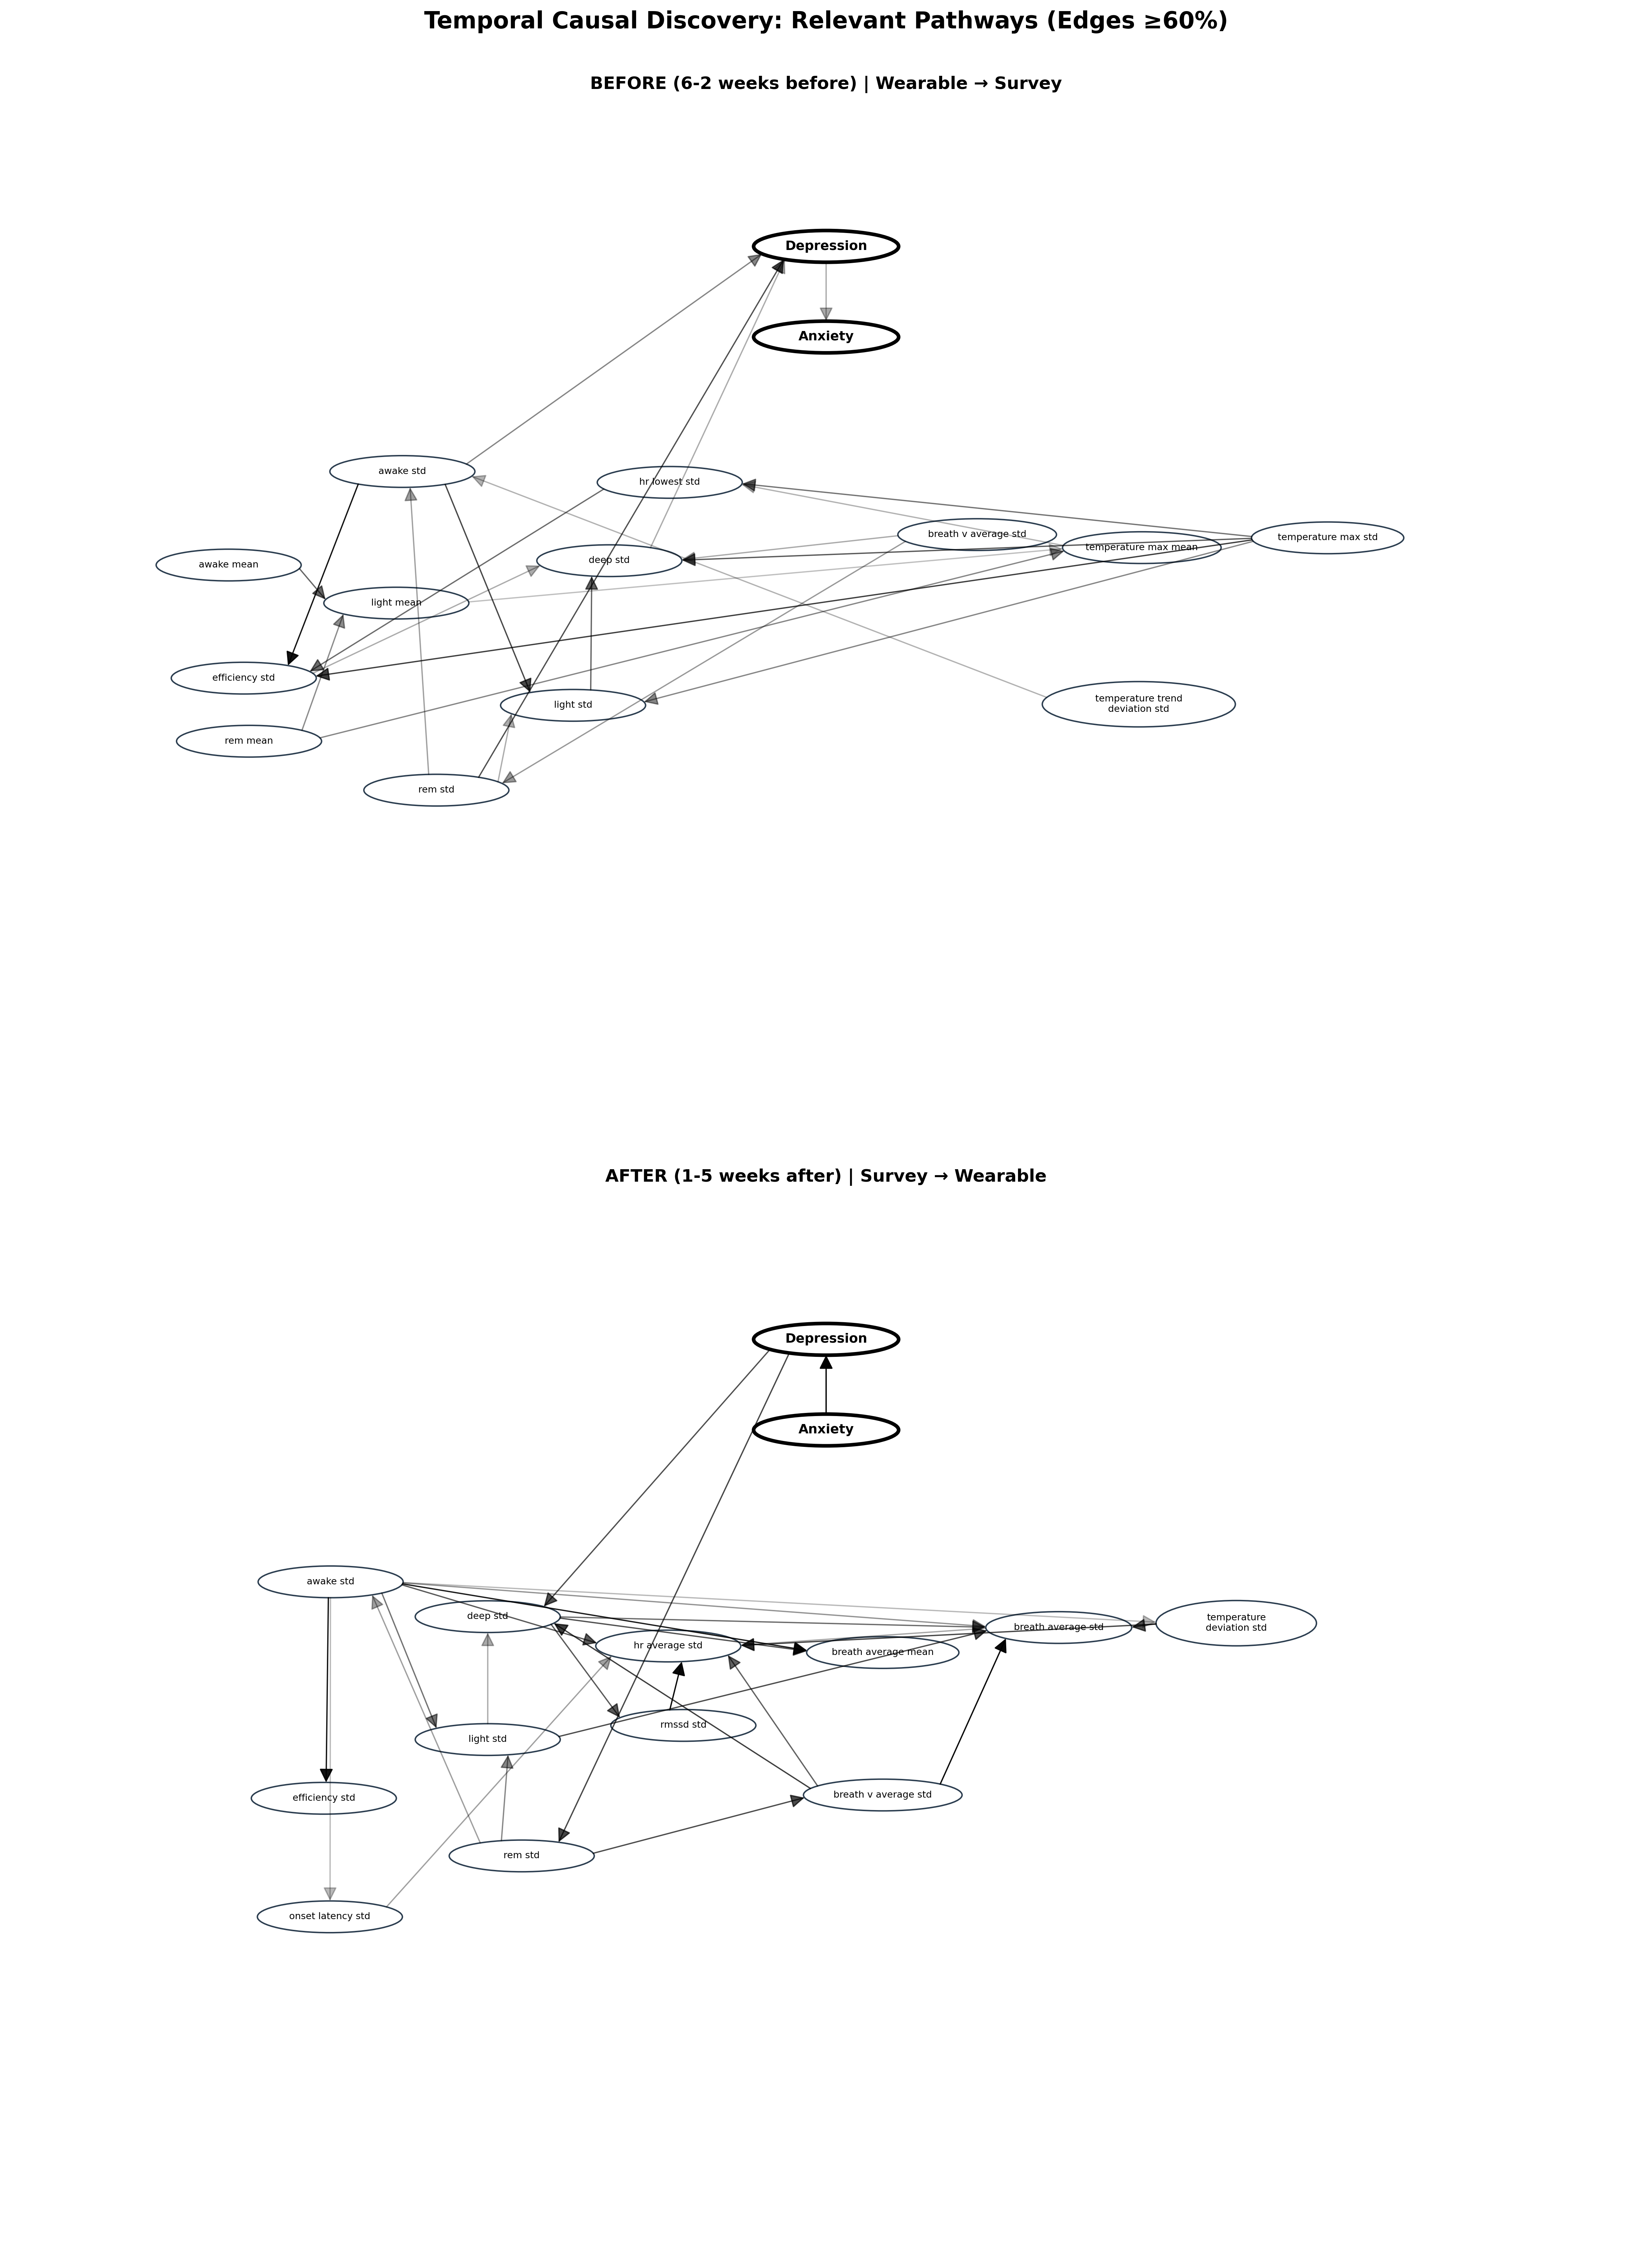 Temporal Causal Discovery: Relevant Pathways (Edges ≥60%)
BEFORE (6-2 weeks before) | Wearable → Survey
Depression
Anxiety
awake std
hr lowest std
breath v average std
temperature max std
temperature max mean
deep std
awake mean
light mean
efficiency std
temperature trend
deviation std
light std
rem mean
rem std
AFTER (1-5 weeks after) | Survey → Wearable
Depression
Anxiety
awake std
deep std
temperature
deviation std
breath average std
hr average std
breath average mean
rmssd std
light std
breath v average std
efficiency std
rem std
onset latency std